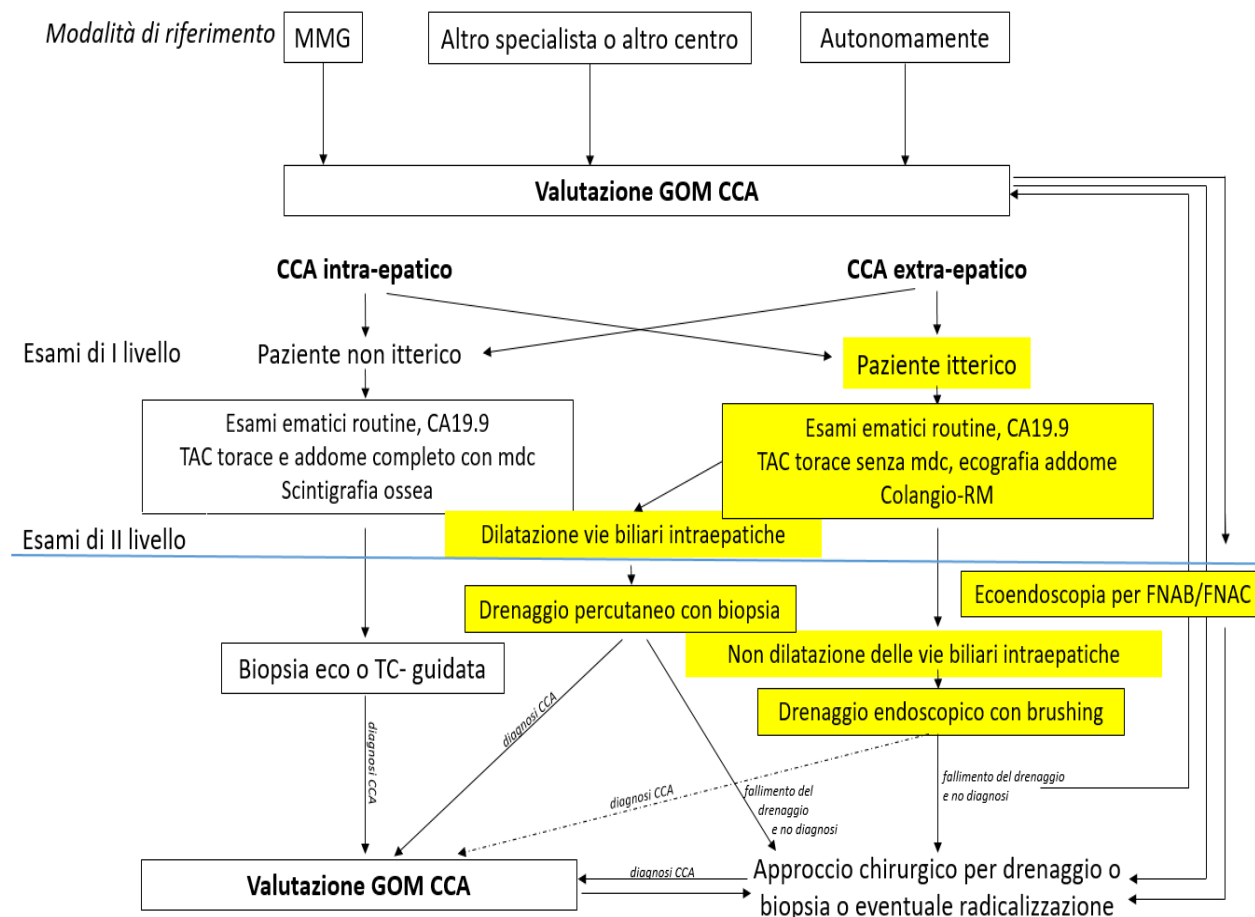 Modalità di riferimento
MMG
Altro specialista o altro centro
Autonomamente
Valutazione GOM CCA
CCA intra-epatico
CCA extra-epatico
Esami di I livello
Paziente non itterico
Paziente itterico
Esami ematici routine, CA19.9
TAC torace e addome completo con mdc
Scintigrafia ossea
Esami ematici routine, CA19.9
TAC torace senza mdc, ecografia addome
Colangio-RM
Dilatazione vie biliari intraepatiche
Esami di II livello
Ecoendoscopia per FNAB/FNAC
Drenaggio percutaneo con biopsia
Non dilatazione delle vie biliari intraepatiche
Biopsia eco o TC- guidata
Drenaggio endoscopico con brushing
diagnosi CCA
diagnosi CCA
diagnosi CCA
fallimento del
drenaggio
e no diagnosi
fallimento del drenaggio
e no diagnosi
Valutazione GOM CCA
diagnosi CCA
Approccio chirurgico per drenaggio o
biopsia o eventuale radicalizzazione